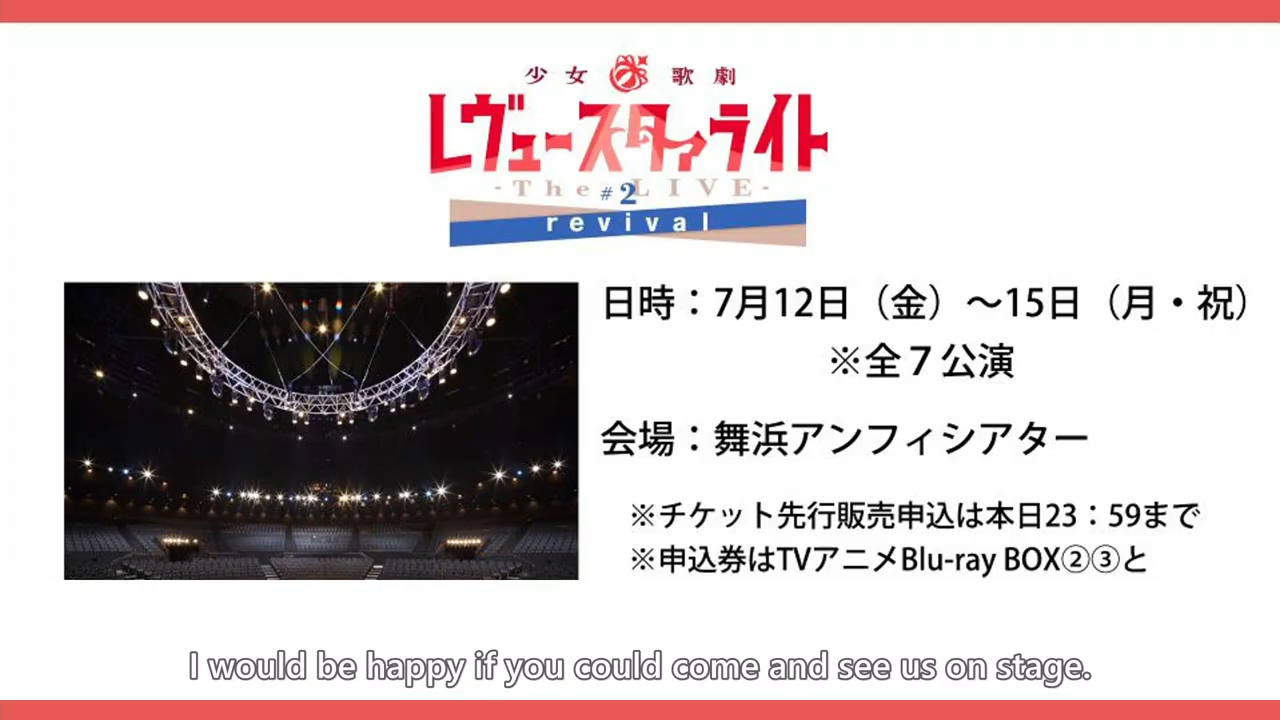 少女歌劇
レヴュースタァライト
-The LIVE-
#2
revival
日時：7月12日（金）～15日（月・祝）
※全７公演
会場：舞浜アンフィシアター
※チケット先行販売申込は本日23：59まで
※申込券はTVアニメBlu-ray BOX②③と
I would be happy if you could come and see us on stage.